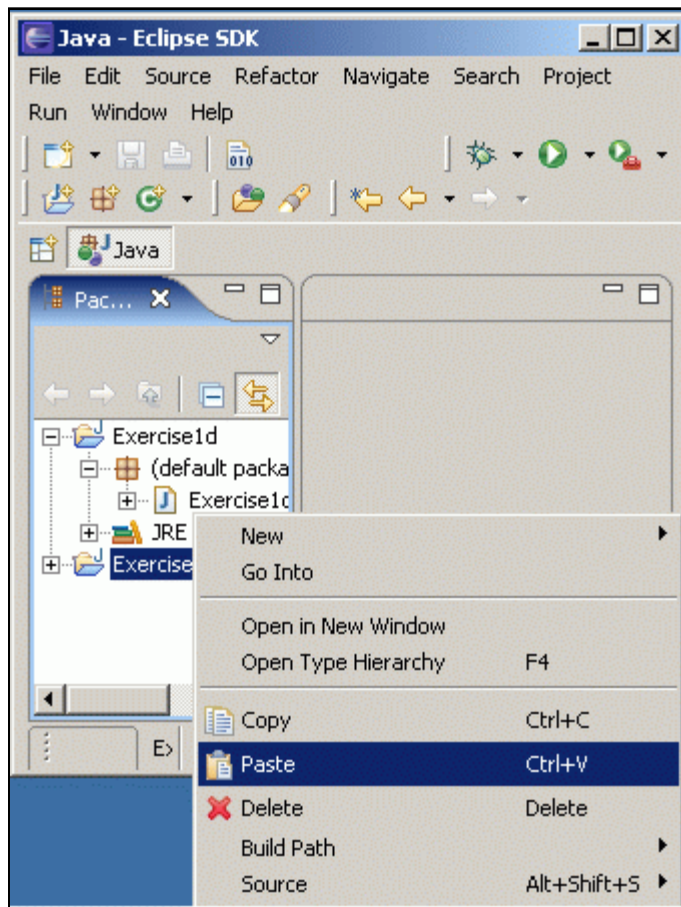 Java - Eclipse SDK
File Edit Source Refactor Navigate Search Project
Run Window Help
010
Java
Pac...
Exercise1d
(default packa
J Exercise1d
JRE
Exercise
New
Go Into
Open in New Window
Open Type Hierarchy F4
Copy Ctrl+C
E>
Paste Ctrl+V
Delete Delete
Build Path
Source Alt+Shift+S